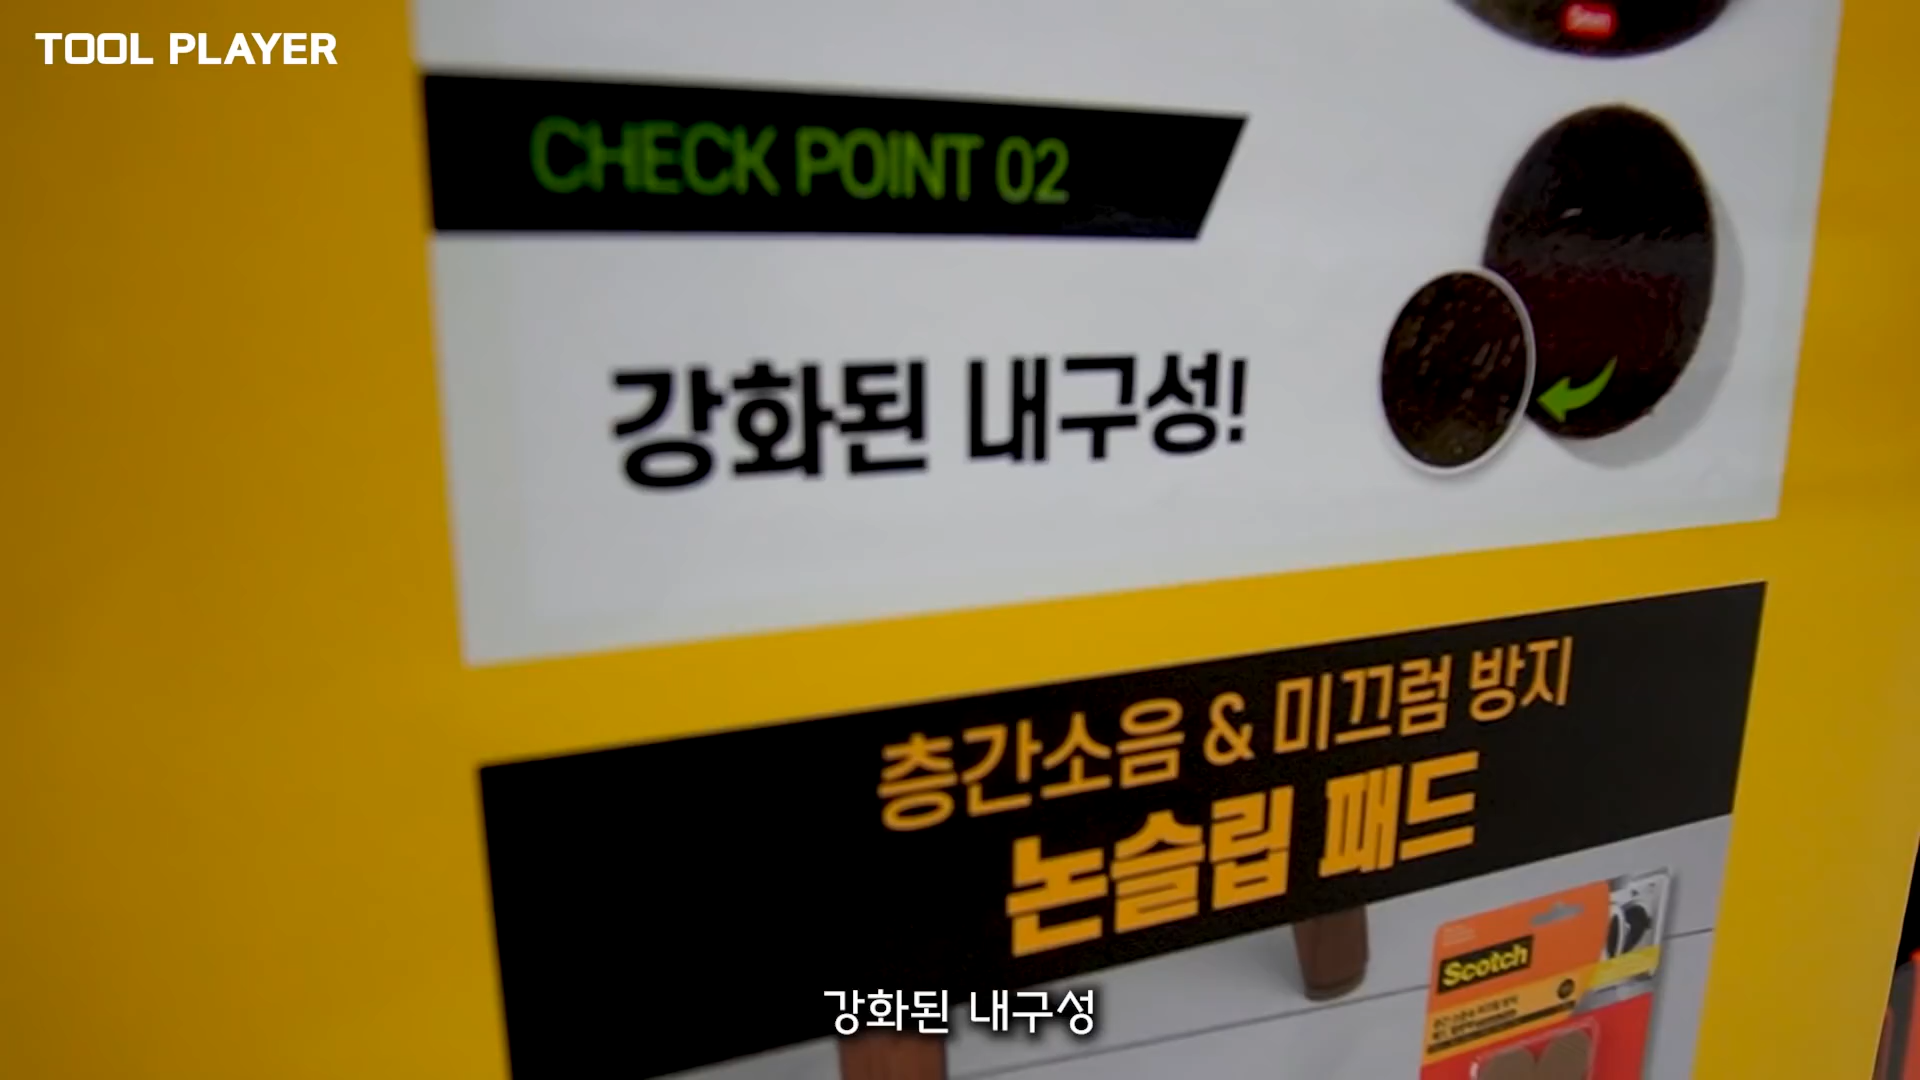 TOOL PLAYER
5mm
CHECK POINT 02
강화된 내구성!
층간소음 & 미끄럼 방지
논슬립 패드
Scotch
강화된 내구성